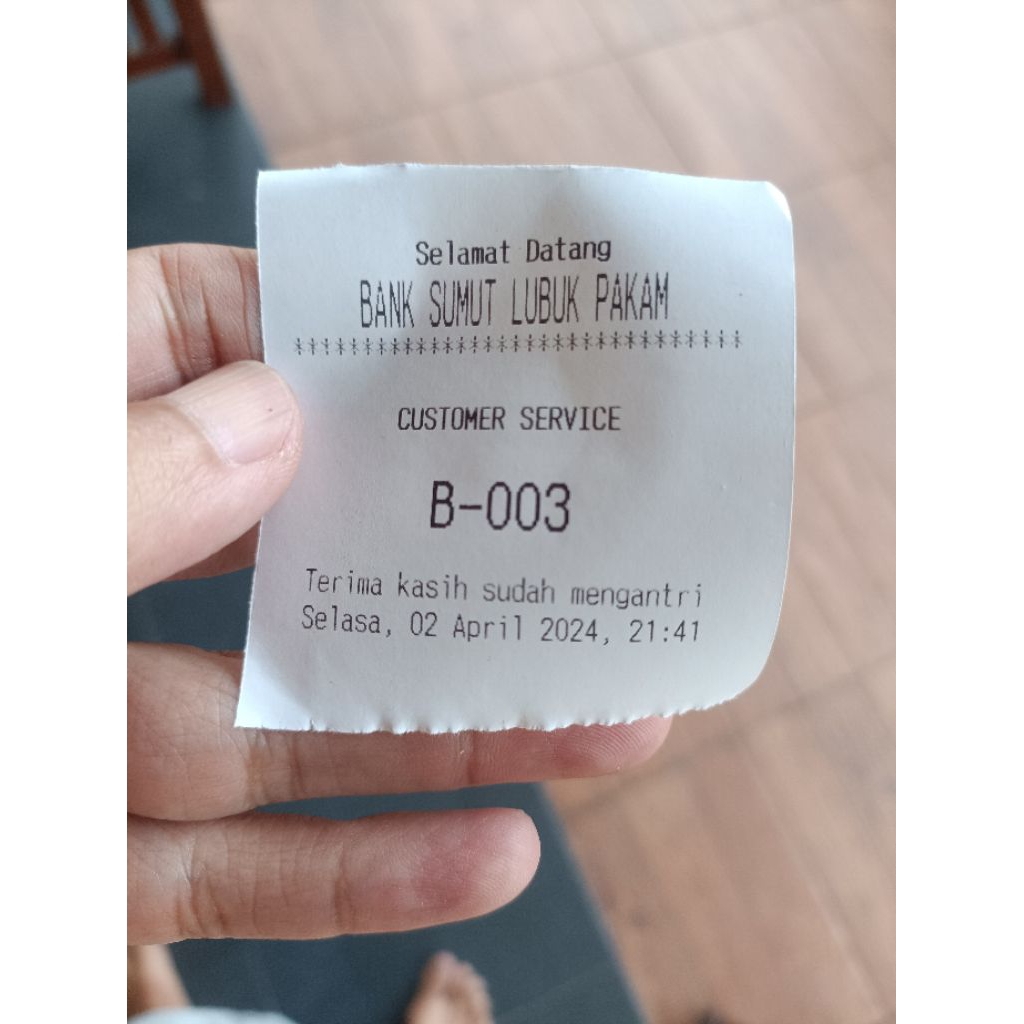 Selamat Datang
BANK SUMUT LUBUK PAKAM
*********************************
CUSTOMER SERVICE
B-003
Terima kasih sudah mengantri
Selasa, 02 April 2024, 21:41